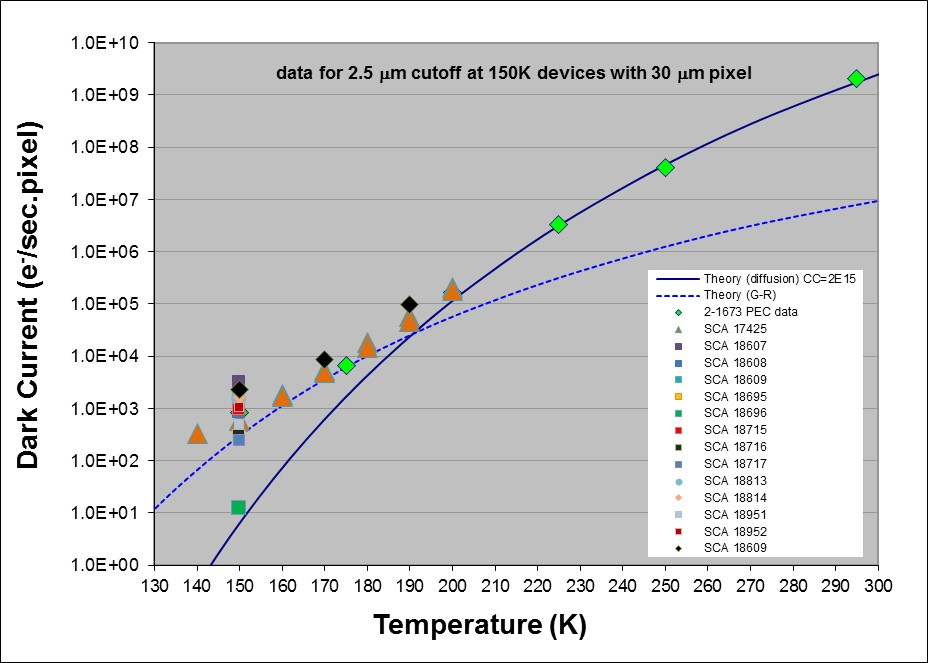 data for 2.5 μm cutoff at 150K devices with 30 μm pixel
Dark Current (e-/sec.pixel)
1.0E+10
1.0E+09
1.0E+08
1.0E+07
1.0E+06
1.0E+05
1.0E+04
1.0E+03
1.0E+02
1.0E+01
1.0E+00
Theory (diffusion) CC=2E15
Theory (G-R)
2-1673 PEC data
SCA 17425
SCA 18607
SCA 18608
SCA 18609
SCA 18695
SCA 18696
SCA 18715
SCA 18716
SCA 18717
SCA 18813
SCA 18814
SCA 18951
SCA 18952
SCA 18609
130 140 150 160 170 180 190 200 210 220 230 240 250 260 270 280 290 300
Temperature (K)